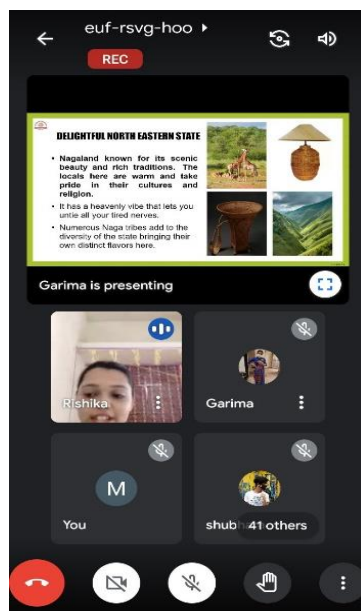 euf-rsvg-hoo
REC
DELIGHTFUL NORTH EASTERN STATE
• Nagaland known for its scenic
beauty and rich traditions. The
locals here are warm and take
pride in their cultures and
religion.
• It has a heavenly vibe that lets you
untie all your tired nerves.
• Numerous Naga tribes add to the
diversity of the state bringing their
own distinct flavors here.
Garima is presenting
Rishika
Garima
M
You
shubh
41 others